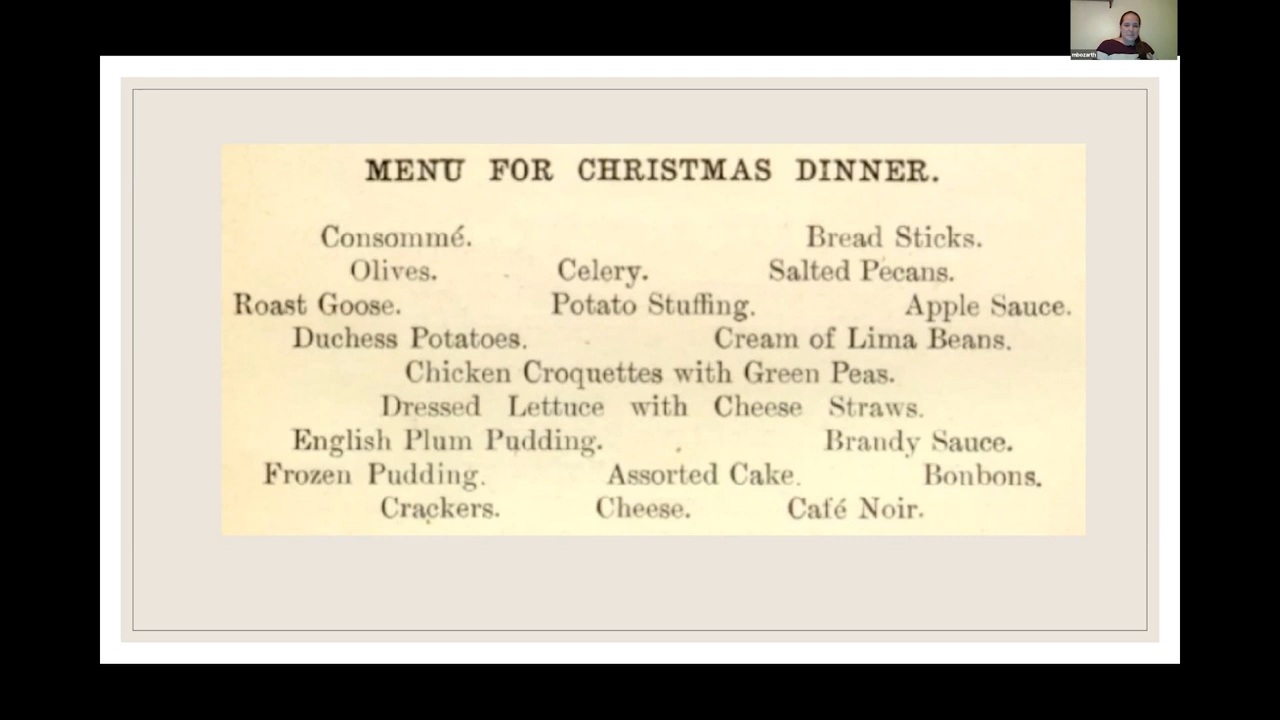 mbozarth
MENU FOR CHRISTMAS DINNER.
Consommé. Bread Sticks.
Olives. Celery. Salted Pecans.
Roast Goose. Potato Stuffing. Apple Sauce.
Duchess Potatoes. Cream of Lima Beans.
Chicken Croquettes with Green Peas.
Dressed Lettuce with Cheese Straws.
English Plum Pudding. Brandy Sauce.
Frozen Pudding. Assorted Cake. Bonbons.
Crackers. Cheese. Café Noir.